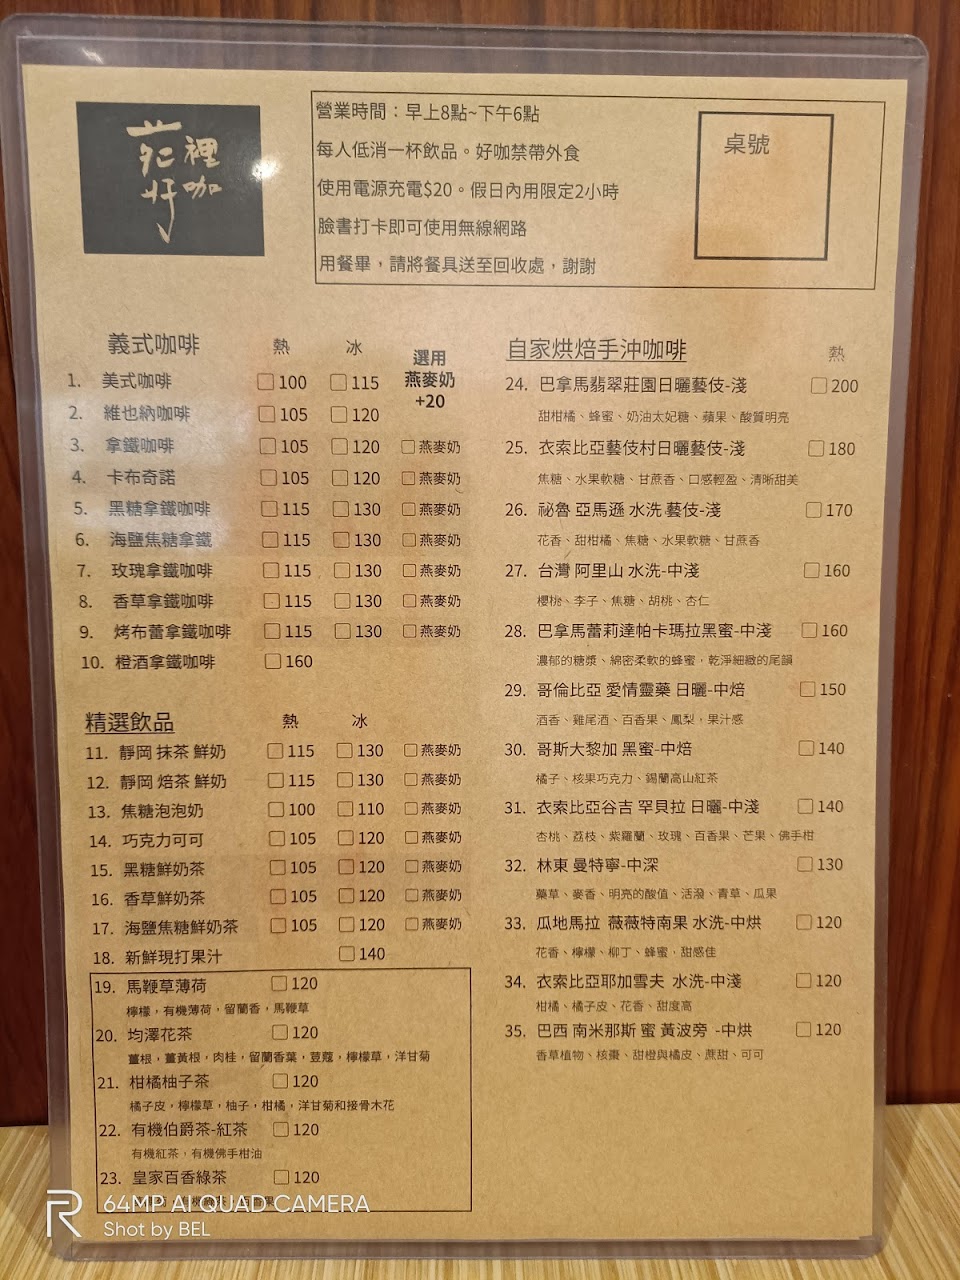 苑裡
好咖
營業時間：早上8點~下午6點
每人低消一杯飲品。好咖禁帶外食
使用電源充電$20。假日內用限定2小時
臉書打卡即可使用無線網路
用餐畢，請將餐具送至回收處，謝謝
桌號
義式咖啡 熱 冰 選用燕麥奶+20
1. 美式咖啡 100 115
2. 維也納咖啡 105 120
3. 拿鐵咖啡 105 120 燕麥奶
4. 卡布奇諾 105 120 燕麥奶
5. 黑糖拿鐵咖啡 115 130 燕麥奶
6. 海鹽焦糖拿鐵 115 130 燕麥奶
7. 玫瑰拿鐵咖啡 115 130 燕麥奶
8. 香草拿鐵咖啡 115 130 燕麥奶
9. 烤布蕾拿鐵咖啡 115 130 燕麥奶
10. 橙酒拿鐵咖啡 160
精選飲品 熱 冰
11. 靜岡 抹茶 鮮奶 115 130 燕麥奶
12. 靜岡 焙茶 鮮奶 115 130 燕麥奶
13. 焦糖泡泡奶 100 110 燕麥奶
14. 巧克力可可 105 120 燕麥奶
15. 黑糖鮮奶茶 105 120 燕麥奶
16. 香草鮮奶茶 105 120 燕麥奶
17. 海鹽焦糖鮮奶茶 105 120 燕麥奶
18. 新鮮現打果汁 140
19. 馬鞭草薄荷 120
檸檬，有機薄荷，留蘭香，馬鞭草
20. 均澤花茶 120
薑根，薑黃根，肉桂，留蘭香葉，荳蔻，檸檬草，洋甘菊
21. 柑橘柚子茶 120
橘子皮，檸檬草，柚子，柑橘，洋甘菊和接骨木花
22. 有機伯爵茶-紅茶 120
有機紅茶，有機佛手柑油
23. 皇家百香綠茶 120
自家烘焙手沖咖啡 熱
24. 巴拿馬翡翠莊園日曬藝伎-淺 200
甜柑橘、蜂蜜、奶油太妃糖、蘋果、酸質明亮
25. 衣索比亞藝伎村日曬藝伎-淺 180
焦糖、水果軟糖、甘蔗香、口感輕盈、清晰甜美
26. 祕魯 亞馬遜 水洗 藝伎-淺 170
花香、甜柑橘、焦糖、水果軟糖、甘蔗香
27. 台灣 阿里山 水洗-中淺 160
櫻桃、李子、焦糖、胡桃、杏仁
28. 巴拿馬蕾莉達帕卡瑪拉黑蜜-中淺 160
濃郁的糖漿、綿密柔軟的蜂蜜，乾淨細緻的尾韻
29. 哥倫比亞 愛情靈藥 日曬-中焙 150
酒香、雞尾酒、百香果、鳳梨，果汁感
30. 哥斯大黎加 黑蜜-中焙 140
橘子、核果巧克力、錫蘭高山紅茶
31. 衣索比亞谷吉 罕貝拉 日曬-中淺 140
杏桃、荔枝、紫羅蘭、玫瑰、百香果、芒果、佛手柑
32. 林東 曼特寧-中深 130
藥草、麥香、明亮的酸值、活潑、青草、瓜果
33. 瓜地馬拉 薇薇特南果 水洗-中烘 120
花香、檸檬、柳丁、蜂蜜，甜感佳
34. 衣索比亞耶加雪夫 水洗-中淺 120
柑橘、橘子皮、花香、甜度高
35. 巴西 南米那斯 蜜 黃波旁 -中烘 120
香草植物、核棗、甜橙與橘皮、蔗甜、可可
64MP AI QUAD CAMERA
Shot by BEL